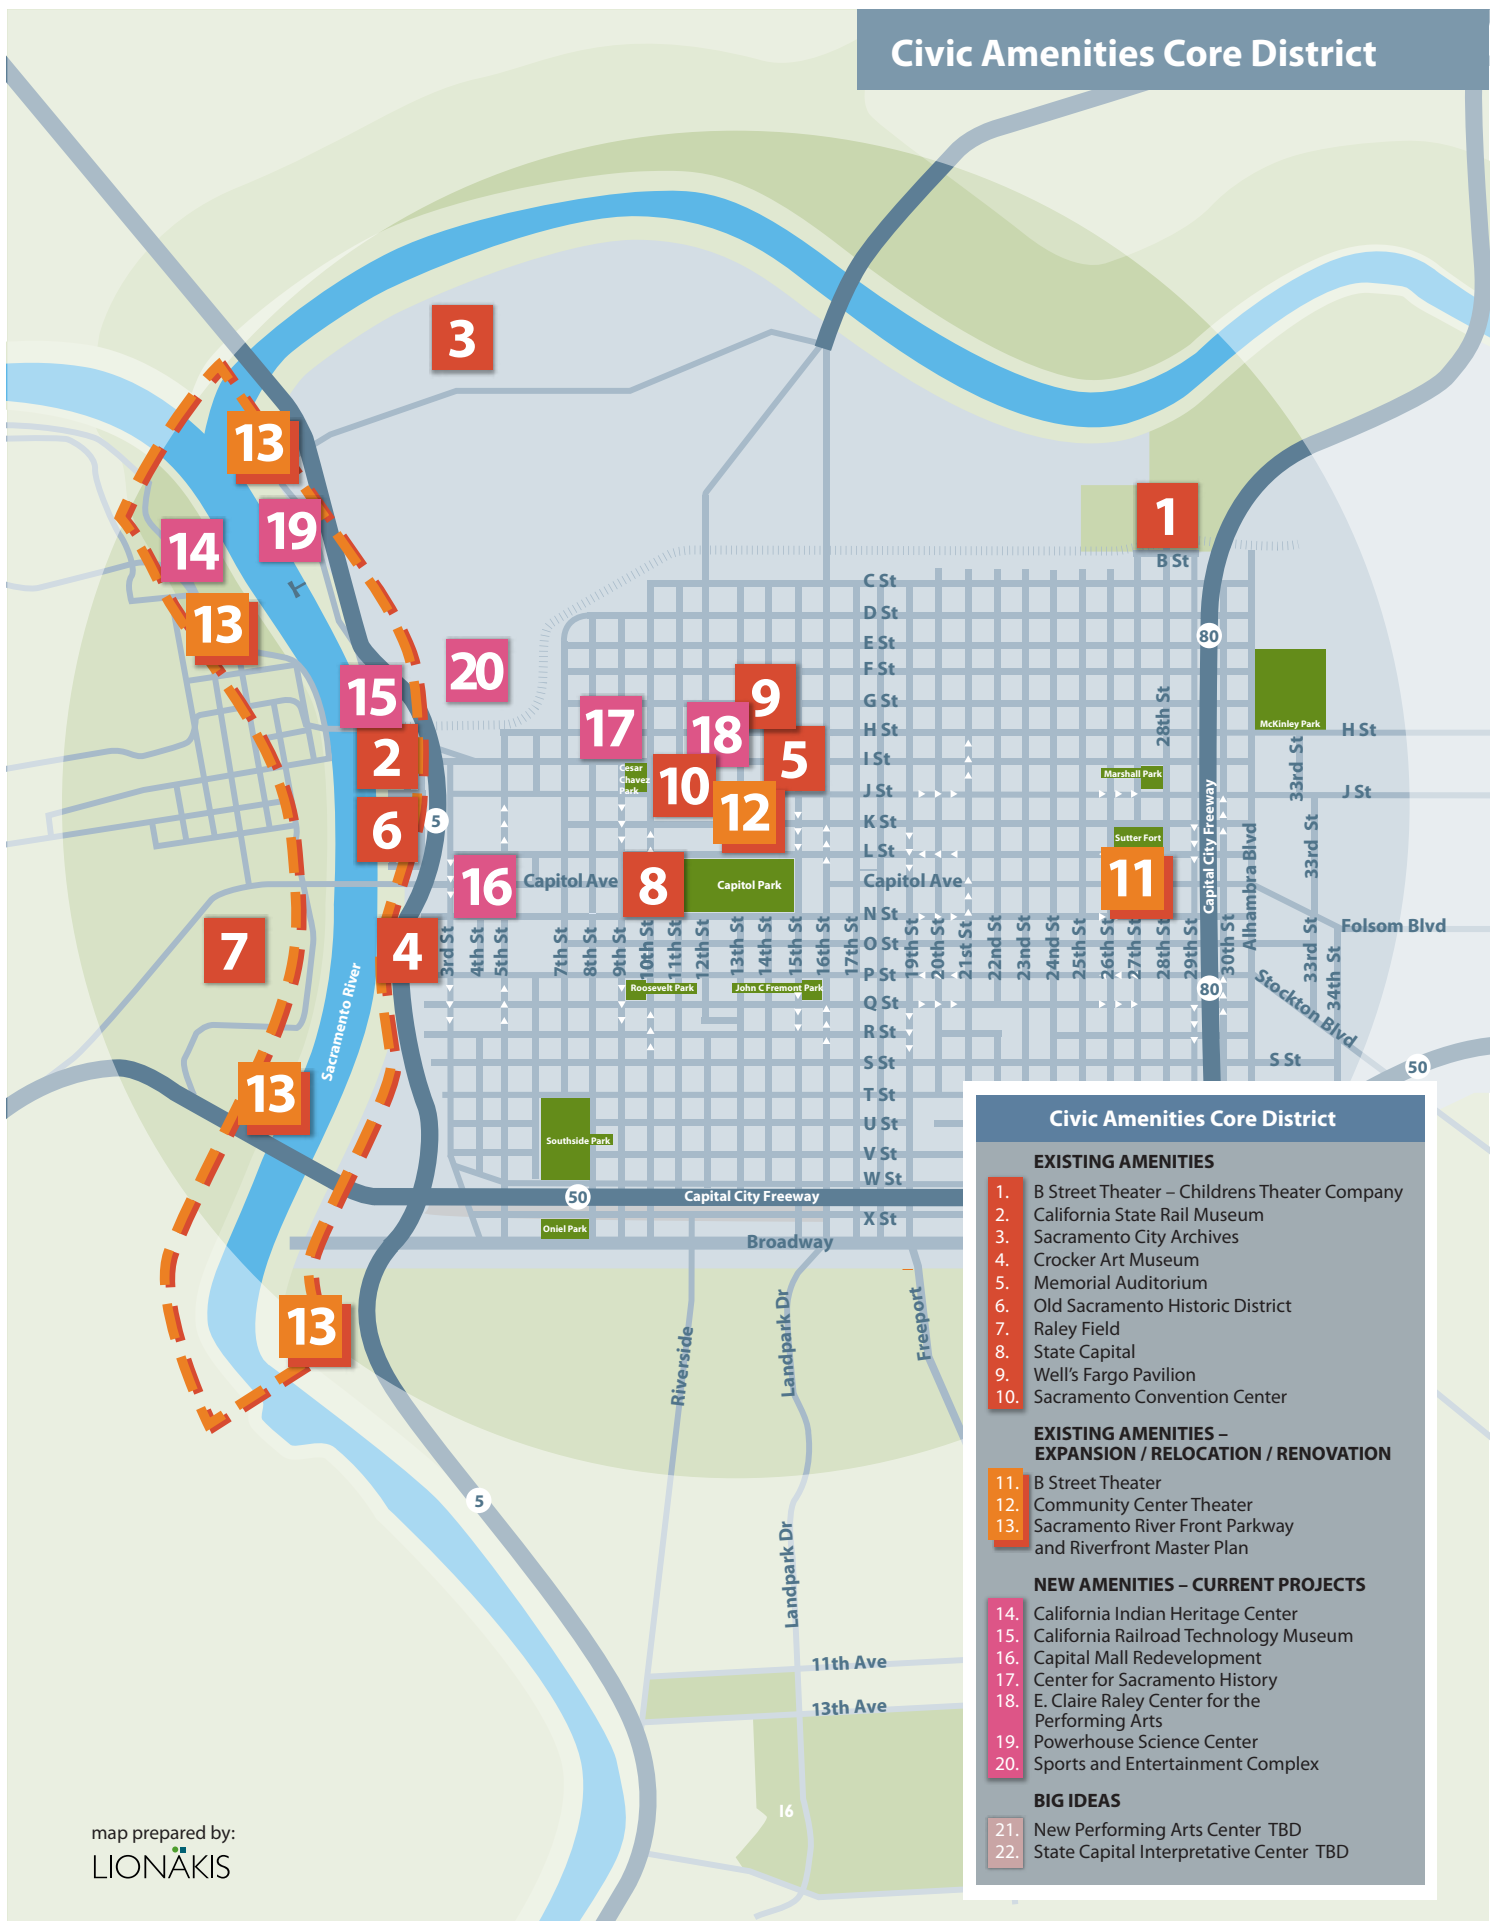 Civic Amenities Core District
3
13
19
14
13
1
B St
C St
D St
E St
F St
G St
H St
I St
J St
K St
L St
Capitol Ave
N St
O St
P St
Q St
R St
S St
T St
U St
V St
W St
X St
80
20
15
2
6
5
17
9
18
5
10
12
Cesar
Chavez
Park
28th St
McKinley Park
H St
33rd St
J St
Marshall Park
Sutter Fort
11
Capital City Freeway
Alhambra Blvd
33rd St
16
Capitol Ave
8
Capitol Park
7
4
3rd St
4th St
5th St
7th St
8th St
9th St
10th St
11th St
12th St
13th St
14th St
15th St
16th St
17th St
19th St
20th St
21st St
22nd St
23nd St
24nd St
25th St
26th St
27th St
28th St
29th St
30th St
33rd St
34th St
Folsom Blvd
Stockton Blvd
80
S St
50
Roosevelt Park
John C Fremont Park
Sacramento River
13
Southside Park
50
Capital City Freeway
Oniel Park
Broadway
13
Riverside
Landpark Dr
Freeport
5
Landpark Dr
11th Ave
13th Ave
I6
Civic Amenities Core District
EXISTING AMENITIES
1. B Street Theater – Childrens Theater Company
2. California State Rail Museum
3. Sacramento City Archives
4. Crocker Art Museum
5. Memorial Auditorium
6. Old Sacramento Historic District
7. Raley Field
8. State Capital
9. Well's Fargo Pavilion
10. Sacramento Convention Center
EXISTING AMENITIES –
EXPANSION / RELOCATION / RENOVATION
11. B Street Theater
12. Community Center Theater
13. Sacramento River Front Parkway
and Riverfront Master Plan
NEW AMENITIES – CURRENT PROJECTS
14. California Indian Heritage Center
15. California Railroad Technology Museum
16. Capital Mall Redevelopment
17. Center for Sacramento History
18. E. Claire Raley Center for the
Performing Arts
19. Powerhouse Science Center
20. Sports and Entertainment Complex
BIG IDEAS
21. New Performing Arts Center TBD
22. State Capital Interpretative Center TBD
map prepared by:
LIONAKIS